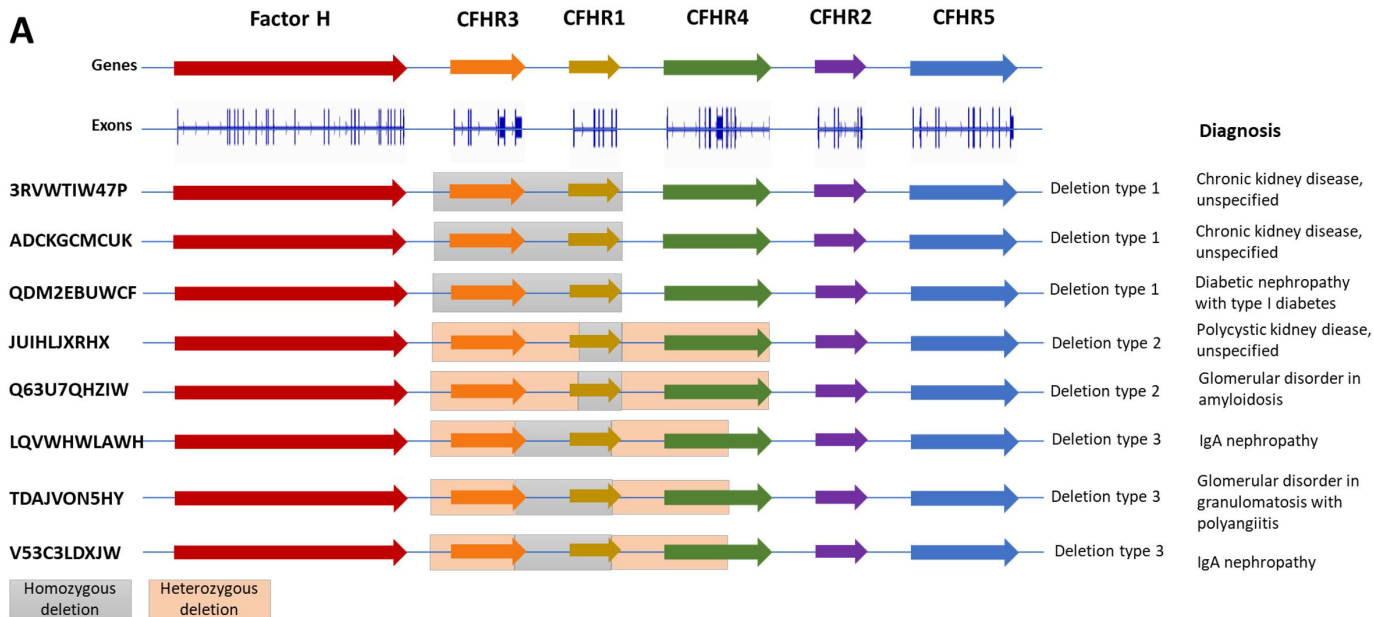 A
Factor H CFHR3 CFHR1 CFHR4 CFHR2 CFHR5
Genes
Exons
Diagnosis
3RVWTIW47P Deletion type 1 Chronic kidney disease,
unspecified
ADCKGCMCUK Deletion type 1 Chronic kidney disease,
unspecified
QDM2EBUWCF Deletion type 1 Diabetic nephropathy
with type I diabetes
JUIHLJXRHX Deletion type 2 Polycystic kidney diease,
unspecified
Q63U7QHZIW Deletion type 2 Glomerular disorder in
amyloidosis
LQVWHWLAWH Deletion type 3 IgA nephropathy
TDAJVON5HY Deletion type 3 Glomerular disorder in
granulomatosis with
polyangiitis
V53C3LDXJW Deletion type 3 IgA nephropathy
Homozygous
deletion
Heterozygous
deletion